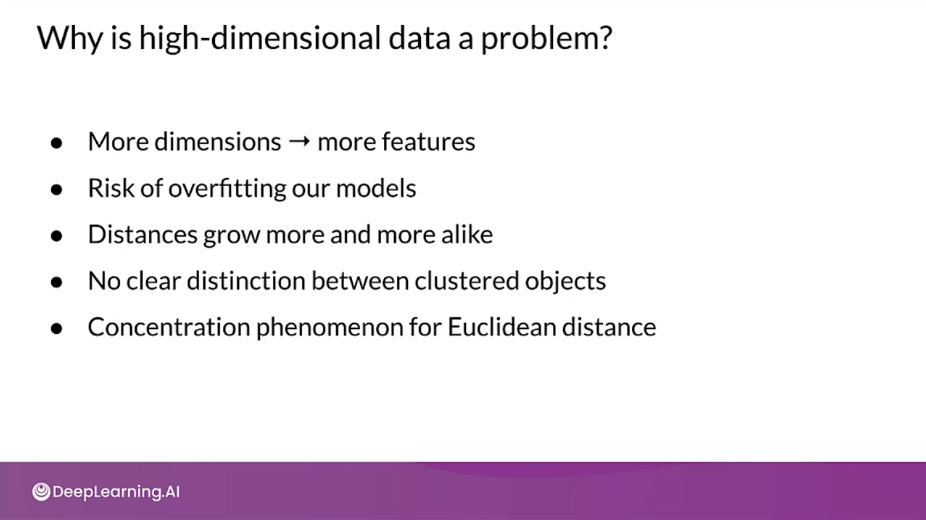 Why is high-dimensional data a problem?
● More dimensions → more features
● Risk of overfitting our models
● Distances grow more and more alike
● No clear distinction between clustered objects
● Concentration phenomenon for Euclidean distance
DeepLearning.AI